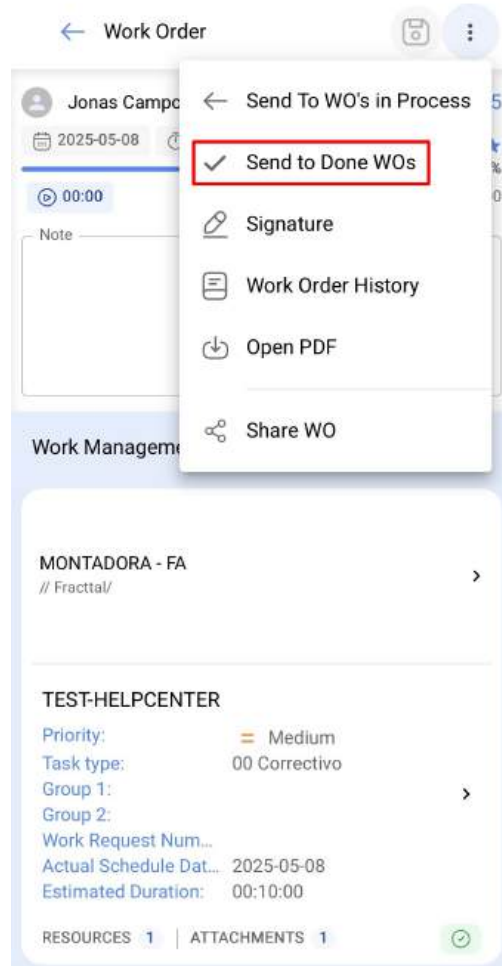 Work Order
Jonas Campo
5
Send To WO's in Process
2025-05-08
Send to Done WOs
%
00:00
0
Signature
Note
Work Order History
Open PDF
Share WO
Work Manageme
MONTADORA - FA
// Fracttal/
TEST-HELPCENTER
Priority: = Medium
Task type: 00 Correctivo
Group 1:
Group 2:
Work Request Num...
Actual Schedule Dat... 2025-05-08
Estimated Duration: 00:10:00
RESOURCES 1 | ATTACHMENTS 1